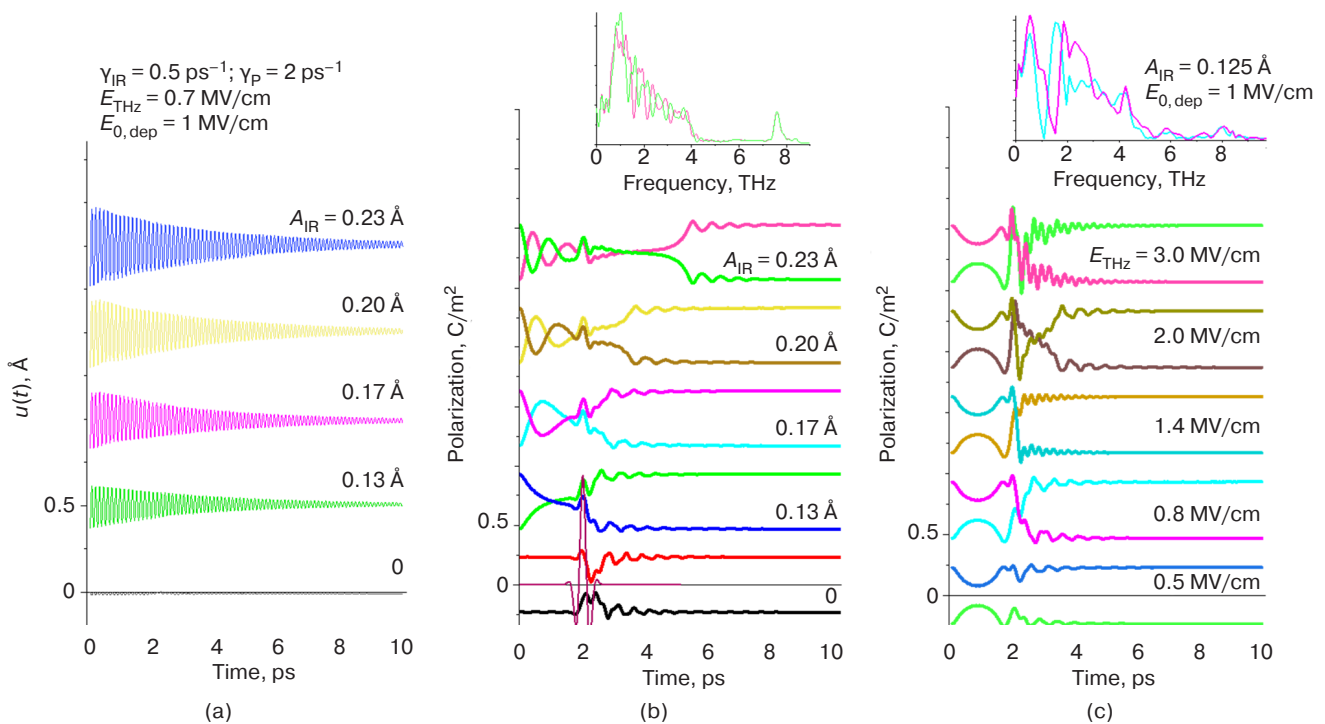 γIR = 0.5 ps–1; γP = 2 ps–1
ETHz = 0.7 MV/cm
E0, dep = 1 MV/cm
AIR = 0.23 Å
0.20 Å
0.17 Å
0.13 Å
0
u(t), Å
0.5
0
0 2 4 6 8 10
Time, ps
(a)
0 2 4 6 8
Frequency, THz
AIR = 0.23 Å
0.20 Å
0.17 Å
0.13 Å
0
Polarization, C/m2
0.5
0
0 2 4 6 8 10
Time, ps
(b)
AIR = 0.125 Å
E0, dep = 1 MV/cm
0 2 4 6 8
Frequency, THz
ETHz = 3.0 MV/cm
2.0 MV/cm
1.4 MV/cm
0.8 MV/cm
0.5 MV/cm
Polarization, C/m2
0.5
0
0 2 4 6 8 10
Time, ps
(c)